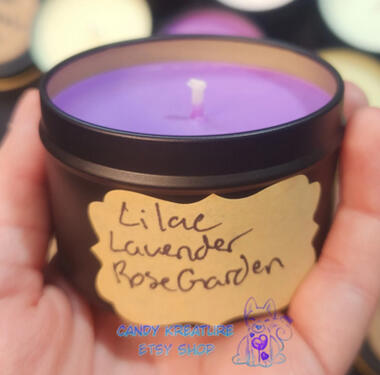 Lilac
Lavender
Rose Garden
CANDY KREATURE
ETSY SHOP